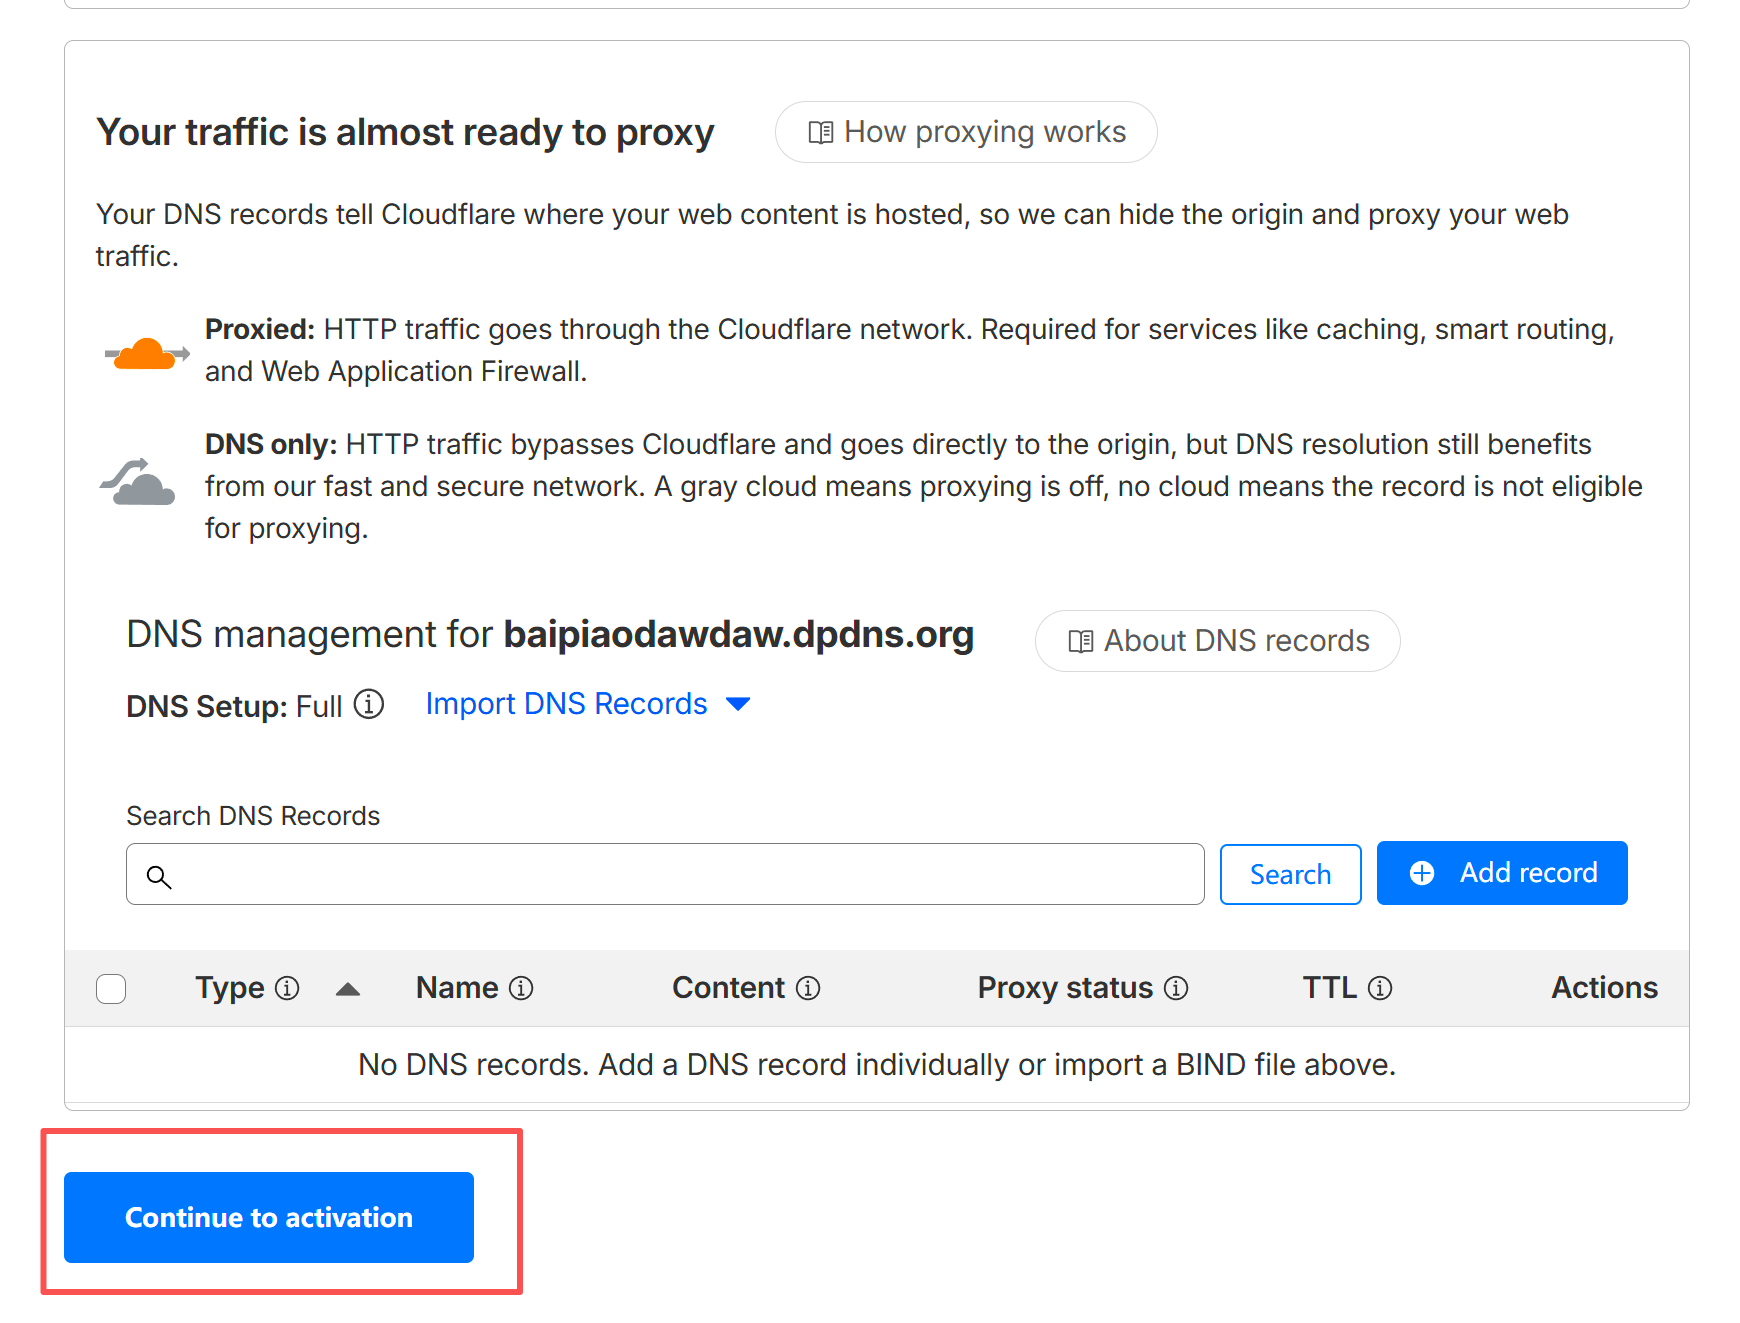 Your traffic is almost ready to proxy
How proxying works
Your DNS records tell Cloudflare where your web content is hosted, so we can hide the origin and proxy your web
traffic.
Proxied: HTTP traffic goes through the Cloudflare network. Required for services like caching, smart routing,
and Web Application Firewall.
DNS only: HTTP traffic bypasses Cloudflare and goes directly to the origin, but DNS resolution still benefits
from our fast and secure network. A gray cloud means proxying is off, no cloud means the record is not eligible
for proxying.
DNS management for baipiaodawdaw.dpdns.org
About DNS records
DNS Setup: Full
Import DNS Records
Search DNS Records
Search
Add record
Type Name Content Proxy status TTL Actions
No DNS records. Add a DNS record individually or import a BIND file above.
Continue to activation